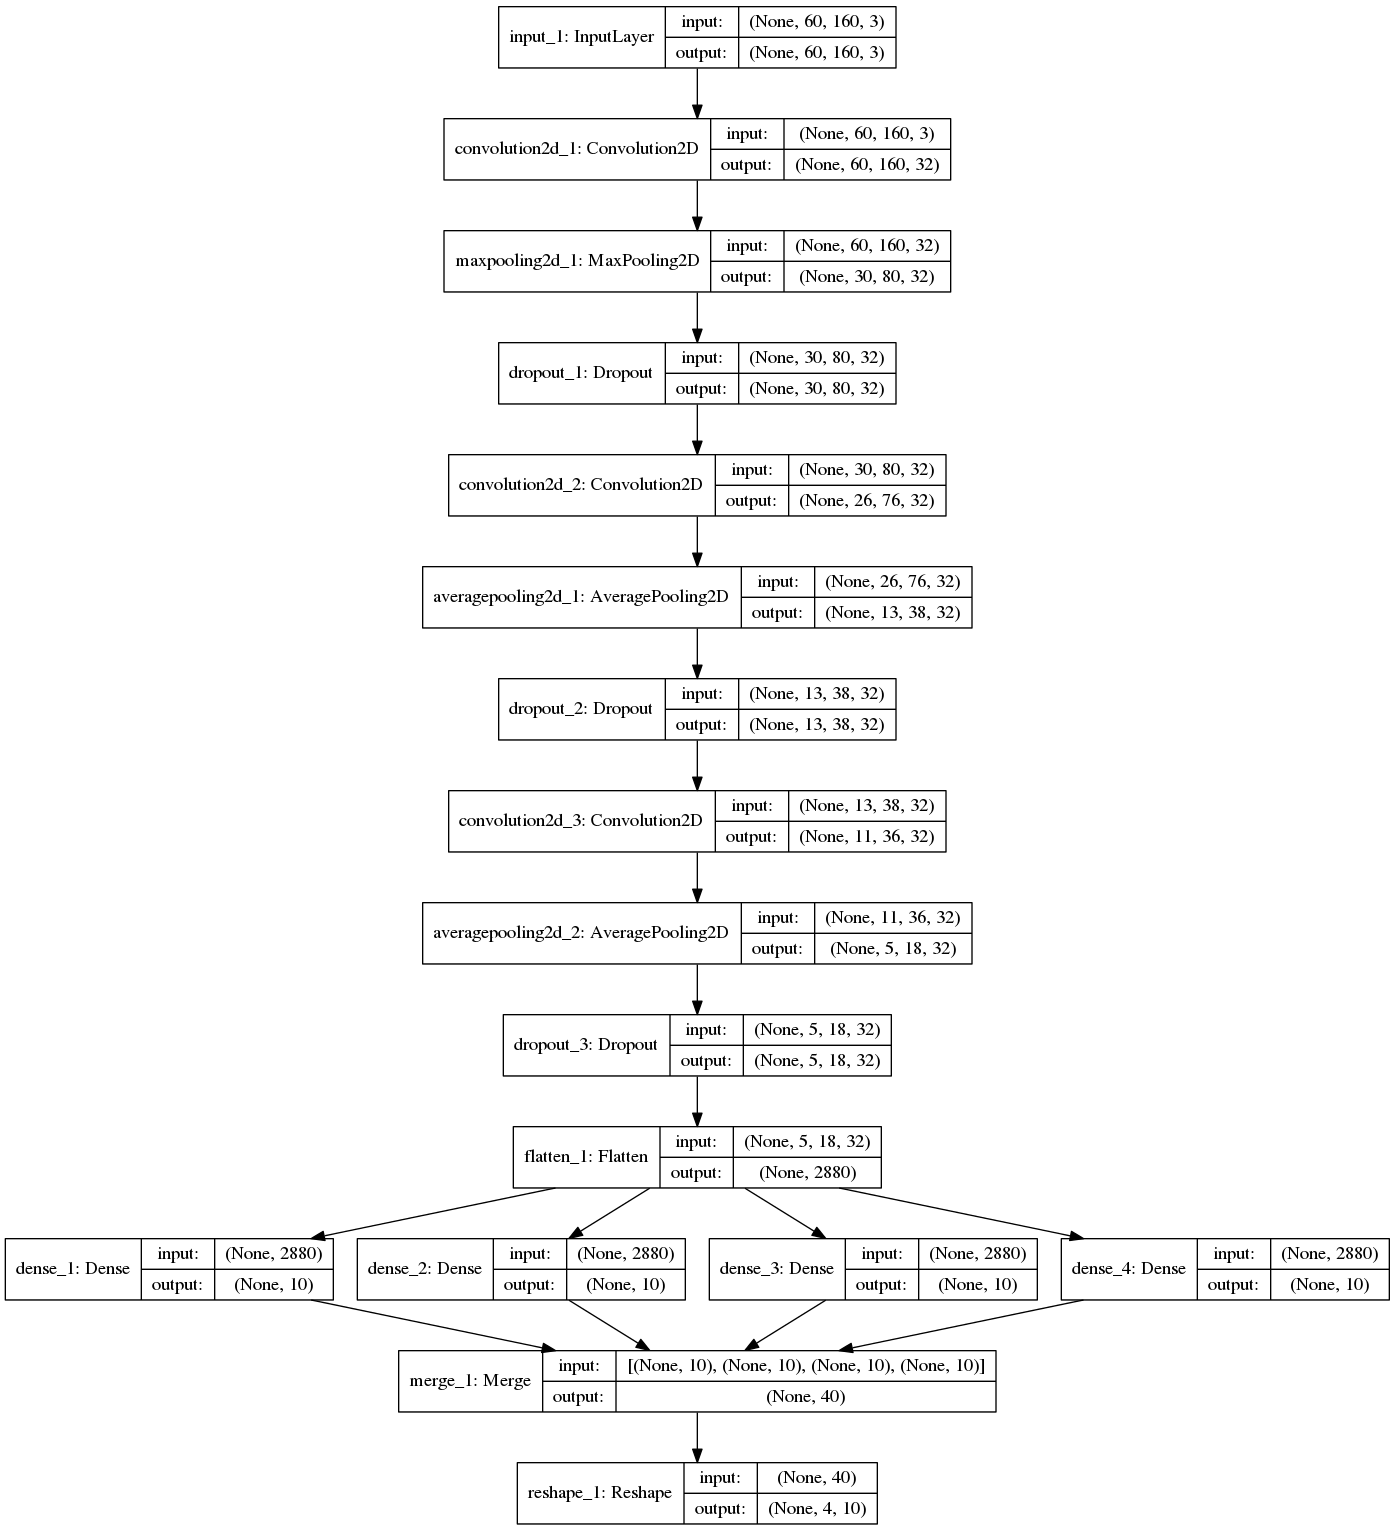 input_1: InputLayer
input: (None, 60, 160, 3)
output: (None, 60, 160, 3)
convolution2d_1: Convolution2D
input: (None, 60, 160, 3)
output: (None, 60, 160, 32)
maxpooling2d_1: MaxPooling2D
input: (None, 60, 160, 32)
output: (None, 30, 80, 32)
dropout_1: Dropout
input: (None, 30, 80, 32)
output: (None, 30, 80, 32)
convolution2d_2: Convolution2D
input: (None, 30, 80, 32)
output: (None, 26, 76, 32)
averagepooling2d_1: AveragePooling2D
input: (None, 26, 76, 32)
output: (None, 13, 38, 32)
dropout_2: Dropout
input: (None, 13, 38, 32)
output: (None, 13, 38, 32)
convolution2d_3: Convolution2D
input: (None, 13, 38, 32)
output: (None, 11, 36, 32)
averagepooling2d_2: AveragePooling2D
input: (None, 11, 36, 32)
output: (None, 5, 18, 32)
dropout_3: Dropout
input: (None, 5, 18, 32)
output: (None, 5, 18, 32)
flatten_1: Flatten
input: (None, 5, 18, 32)
output: (None, 2880)
dense_1: Dense
input: (None, 2880)
output: (None, 10)
dense_2: Dense
input: (None, 2880)
output: (None, 10)
dense_3: Dense
input: (None, 2880)
output: (None, 10)
dense_4: Dense
input: (None, 2880)
output: (None, 10)
merge_1: Merge
input: [(None, 10), (None, 10), (None, 10), (None, 10)]
output: (None, 40)
reshape_1: Reshape
input: (None, 40)
output: (None, 4, 10)